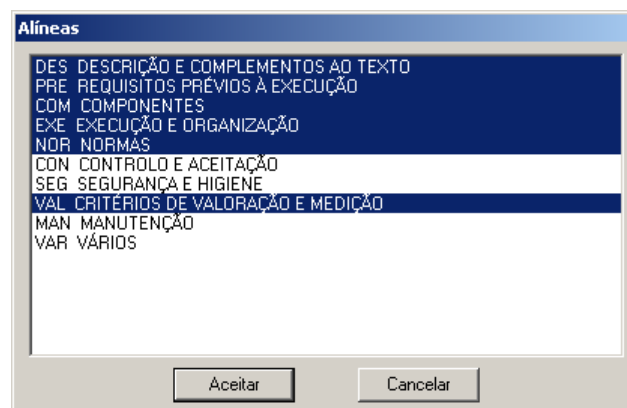 Alíneas
DES DESCRIÇÃO E COMPLEMENTOS AO TEXTO
PRE REQUISITOS PRÉVIOS À EXECUÇÃO
COM COMPONENTES
EXE EXECUÇÃO E ORGANIZAÇÃO
NOR NORMAS
CON CONTROLO E ACEITAÇÃO
SEG SEGURANÇA E HIGIENE
VAL CRITÉRIOS DE VALORAÇÃO E MEDIÇÃO
MAN MANUTENÇÃO
VAR VÁRIOS
Aceitar Cancelar